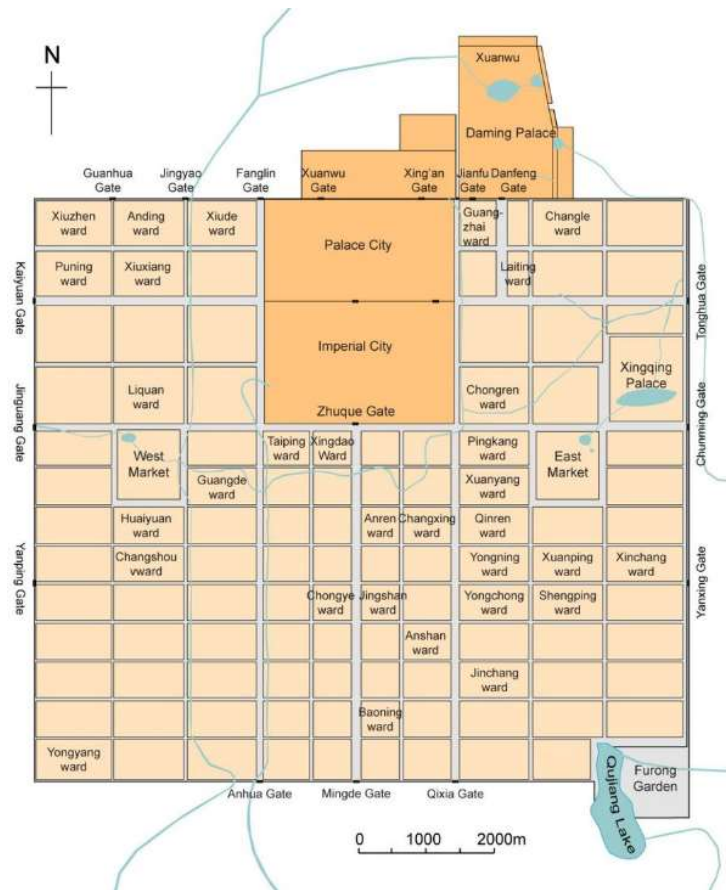 N
Xuanwu
Daming Palace
Guanhua
Gate
Jingyao
Gate
Fanglin
Gate
Xuanwu
Gate
Xing'an
Gate
Jianfu
Gate
Danfeng
Gate
Xiuzhen
ward
Anding
ward
Xiude
ward
Palace City
Guang-
zhai
ward
Changle
ward
Puning
ward
Xiuxiang
ward
Laiting
ward
Kaiyuan Gate
Tonghua Gate
Imperial City
Xingqing
Palace
Liquan
ward
Chongren
ward
Jinguang Gate
Zhuque Gate
Chunming Gate
West
Market
Taiping
ward
Xingdao
Ward
Pingkang
ward
East
Market
Guangde
ward
Xuanyang
ward
Huaiyuan
ward
Anren
ward
Changxing
ward
Qinren
ward
Changshou
vward
Yongning
ward
Xuanping
ward
Xinchang
ward
Yanping Gate
Yanxing Gate
Chongye
ward
Jingshan
ward
Yongchong
ward
Shengping
ward
Anshan
ward
Jinchang
ward
Baoning
ward
Yongyang
ward
Qujiang Lake
Furong
Garden
Anhua Gate
Mingde Gate
Qixia Gate
0 1000 2000m